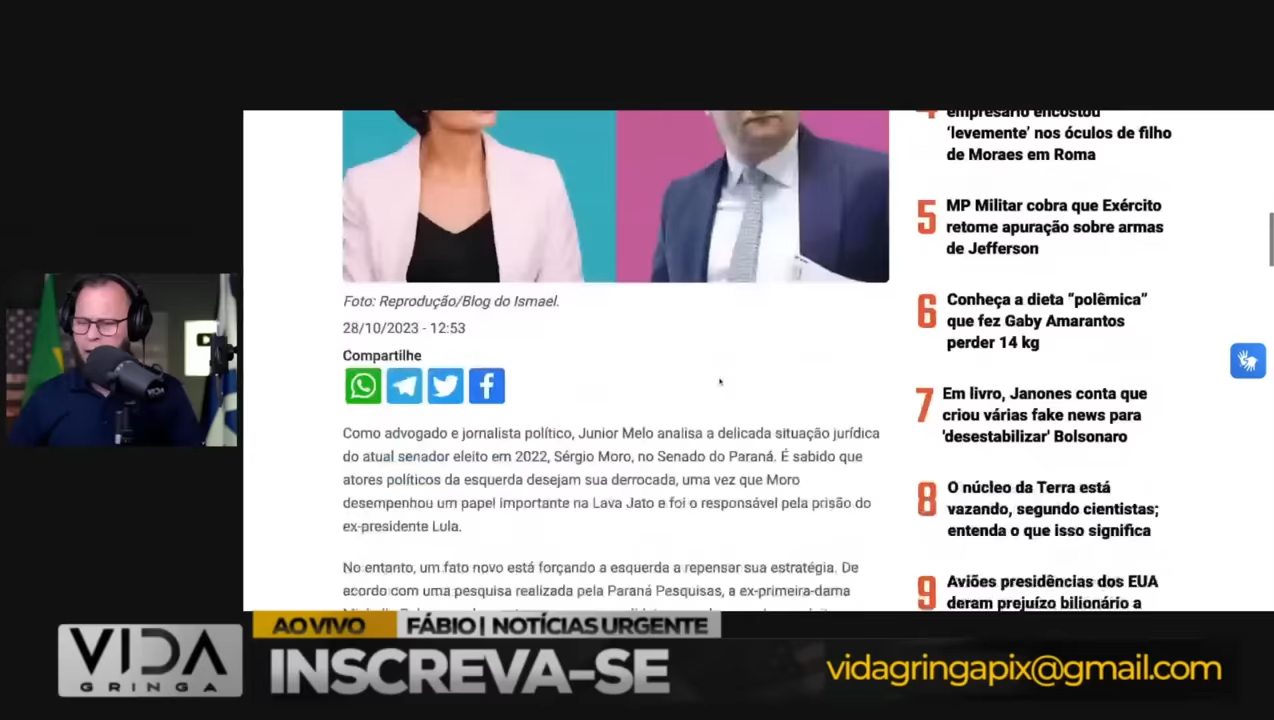 empresário encostou
'levemente' nos óculos de filho
de Moraes em Roma
5
MP Militar cobra que Exército
retome apuração sobre armas
de Jefferson
6
Conheça a dieta “polêmica”
que fez Gaby Amarantos
perder 14 kg
7
Em livro, Janones conta que
criou várias fake news para
'desestabilizar' Bolsonaro
8
O núcleo da Terra está
vazando, segundo cientistas;
entenda o que isso significa
9
Aviões presidências dos EUA
deram prejuízo bilionário a
Foto: Reprodução/Blog do Ismael.
28/10/2023 - 12:53
Compartilhe
Como advogado e jornalista político, Junior Melo analisa a delicada situação jurídica
do atual senador eleito em 2022, Sérgio Moro, no Senado do Paraná. É sabido que
atores políticos da esquerda desejam sua derrocada, uma vez que Moro
desempenhou um papel importante na Lava Jato e foi o responsável pela prisão do
ex-presidente Lula.
No entanto, um fato novo está forçando a esquerda a repensar sua estratégia. De
acordo com uma pesquisa realizada pela Paraná Pesquisas, a ex-primeira-dama
AO VIVO
FÁBIO | NOTÍCIAS URGENTE
VIDA
GRINGA
INSCREVA-SE
vidagringapix@gmail.com